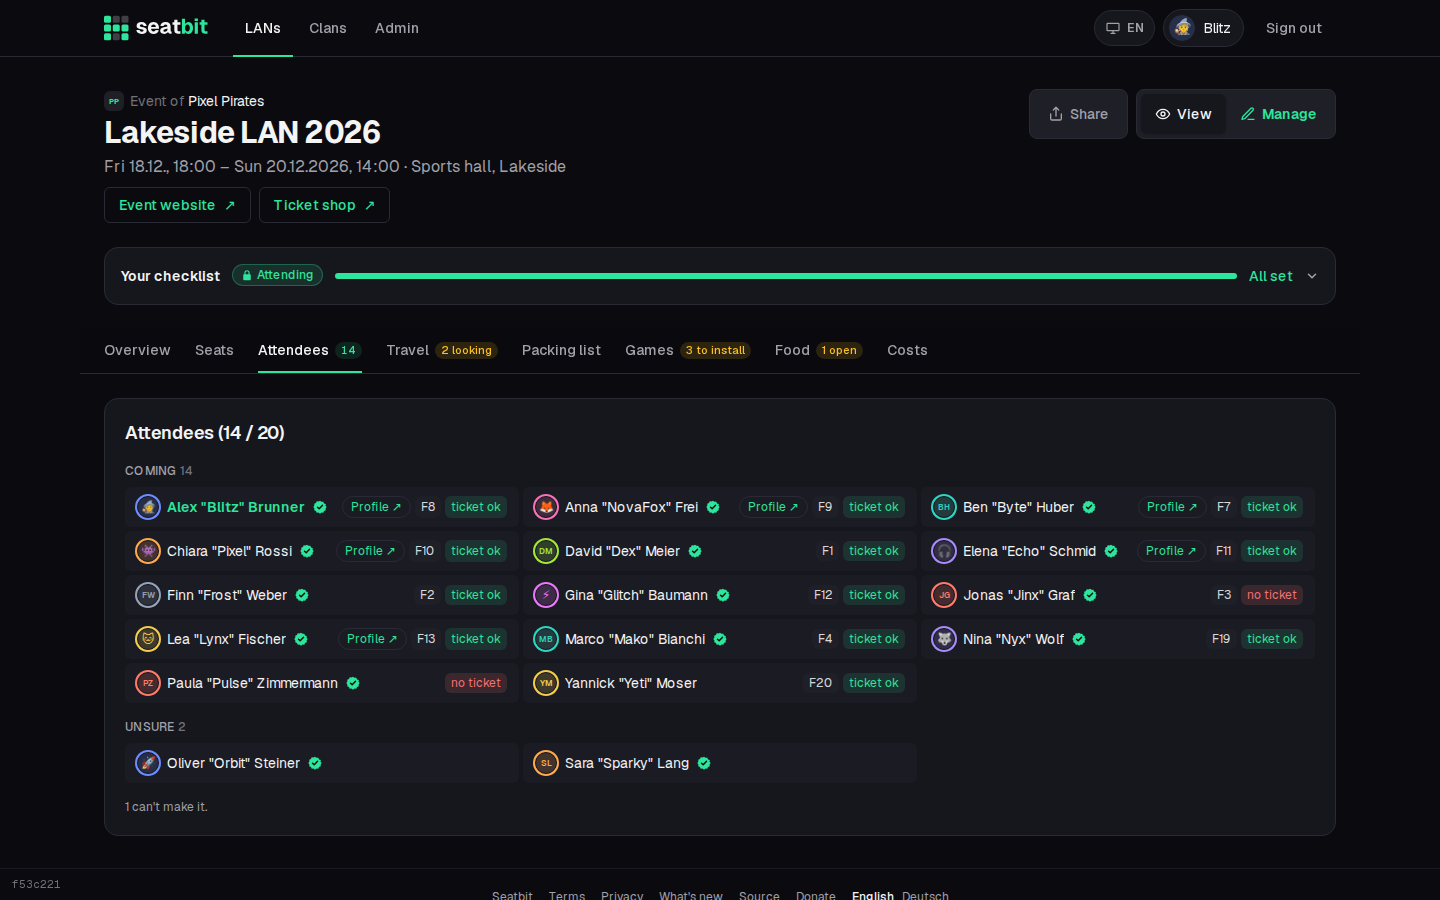 seatbit LANs Clans Admin EN Blitz Sign out
PP Event of Pixel Pirates
Lakeside LAN 2026
Fri 18.12., 18:00 – Sun 20.12.2026, 14:00 · Sports hall, Lakeside
Share View Manage
Event website ↗ Ticket shop ↗
Your checklist Attending All set
Overview Seats Attendees 14 Travel 2 looking Packing list Games 3 to install Food 1 open Costs
Attendees (14 / 20)
COMING 14
Alex "Blitz" Brunner Profile ↗ F8 ticket ok
Anna "NovaFox" Frei Profile ↗ F9 ticket ok
BH Ben "Byte" Huber Profile ↗ F7 ticket ok
Chiara "Pixel" Rossi Profile ↗ F10 ticket ok
DM David "Dex" Meier F1 ticket ok
Elena "Echo" Schmid Profile ↗ F11 ticket ok
FW Finn "Frost" Weber F2 ticket ok
Gina "Glitch" Baumann F12 ticket ok
JG Jonas "Jinx" Graf F3 no ticket
Lea "Lynx" Fischer Profile ↗ F13 ticket ok
MB Marco "Mako" Bianchi F4 ticket ok
Nina "Nyx" Wolf F19 ticket ok
PZ Paula "Pulse" Zimmermann no ticket
YM Yannick "Yeti" Moser F20 ticket ok
UNSURE 2
Oliver "Orbit" Steiner
SL Sara "Sparky" Lang
1 can't make it.
f53c221
Seatbit Terms Privacy What's new Source Donate English Deutsch